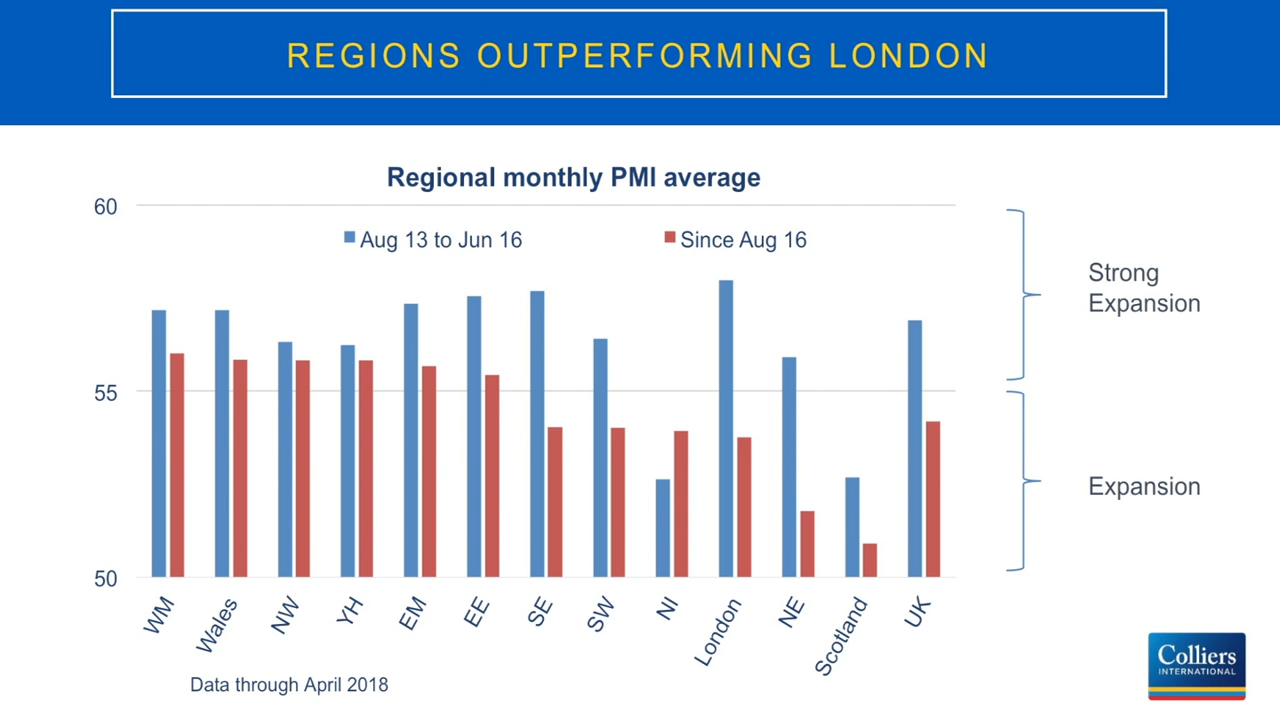 REGIONS OUTPERFORMING LONDON
Regional monthly PMI average
60
Aug 13 to Jun 16
Since Aug 16
Strong
Expansion
55
Expansion
50
WM
Wales
NW
YH
EM
EE
SE
SW
NI
London
NE
Scotland
UK
Data through April 2018
Colliers
INTERNATIONAL